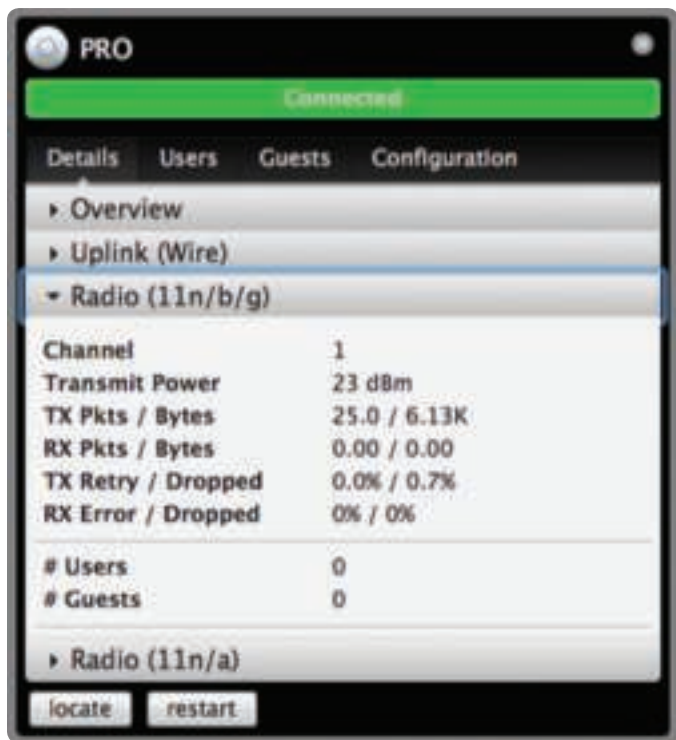 PRO
Connected
Details Users Guests Configuration
Overview
Uplink (Wire)
Radio (11n/b/g)
Channel 1
Transmit Power 23 dBm
TX Pkts / Bytes 25.0 / 6.13K
RX Pkts / Bytes 0.00 / 0.00
TX Retry / Dropped 0.0% / 0.7%
RX Error / Dropped 0% / 0%
# Users 0
# Guests 0
Radio (11n/a)
locate restart